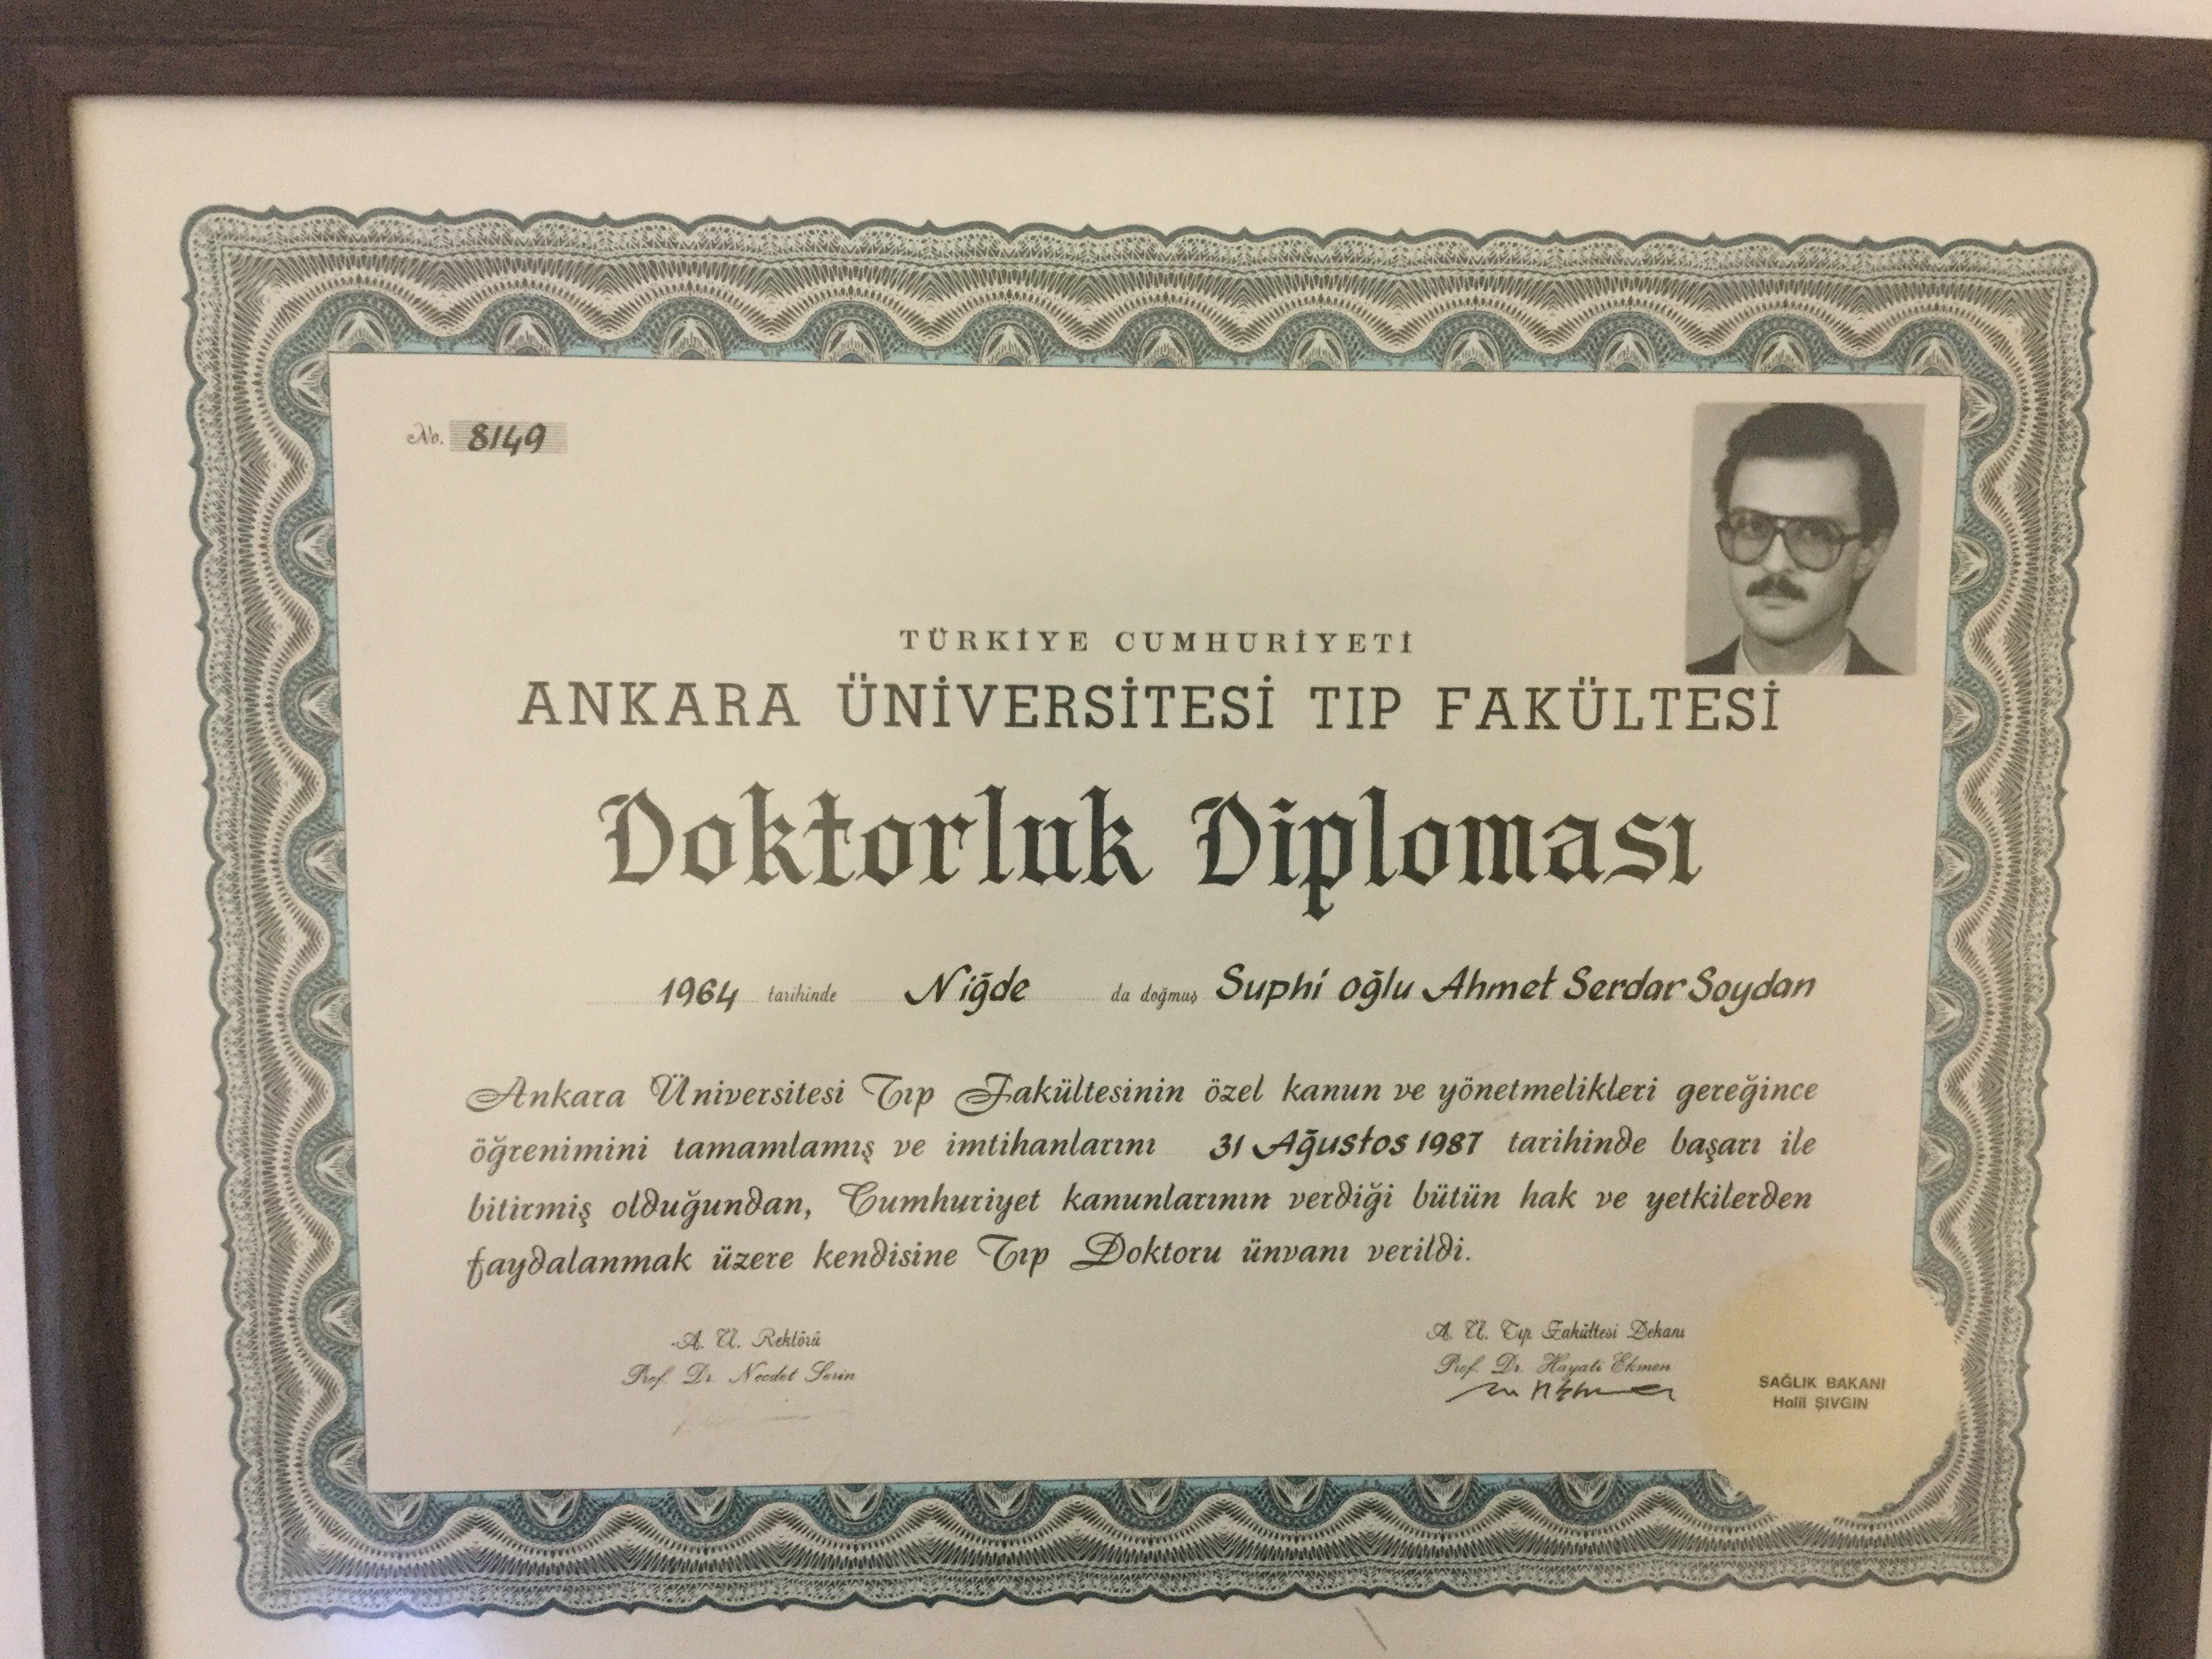 No. 8149
TÜRKİYE CUMHURİYETİ
ANKARA ÜNİVERSİTESİ TIP FAKÜLTESİ
Doktorluk Diploması
1964 tarihinde Niğde da doğmuş Suphi oğlu Ahmet Serdar Soydan
Ankara Üniversitesi Tıp Fakültesinin özel kanun ve yönetmelikleri gereğince
öğrenimini tamamlamış ve imtihanlarını 31 Ağustos 1987 tarihinde başarı ile
bitirmiş olduğundan, Cumhuriyet kanunlarının verdiği bütün hak ve yetkilerden
faydalanmak üzere kendisine Tıp Doktoru ünvanı verildi.
A. Ü. Rektörü
Prof. Dr. Necdet Serin
A. Ü. Tıp Fakültesi Dekanı
Prof. Dr. Hayati Ekmen
SAĞLIK BAKANI
Halil ŞIVGIN